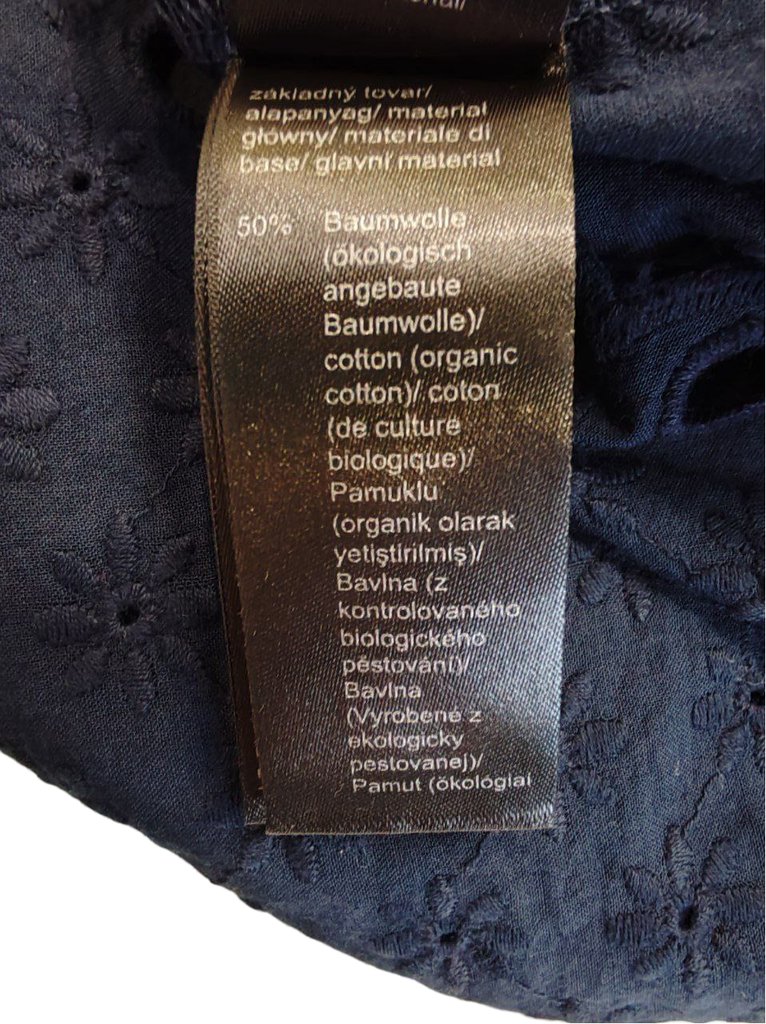 základný tovar/
alapanyag/ material
główny/ materiale di
base/ glavni material
50% Baumwolle
(ökologisch
angebaute
Baumwolle)/
cotton (organic
cotton)/ coton
(de culture
biologique)/
Pamuklu
(organik olarak
yetiştirilmiş)/
Bavlna (z
kontrolovaného
biologického
pěstování)/
Bavlna
(Vyrobené z
ekologicky
pestovanej)/
Pamut (ökológiai